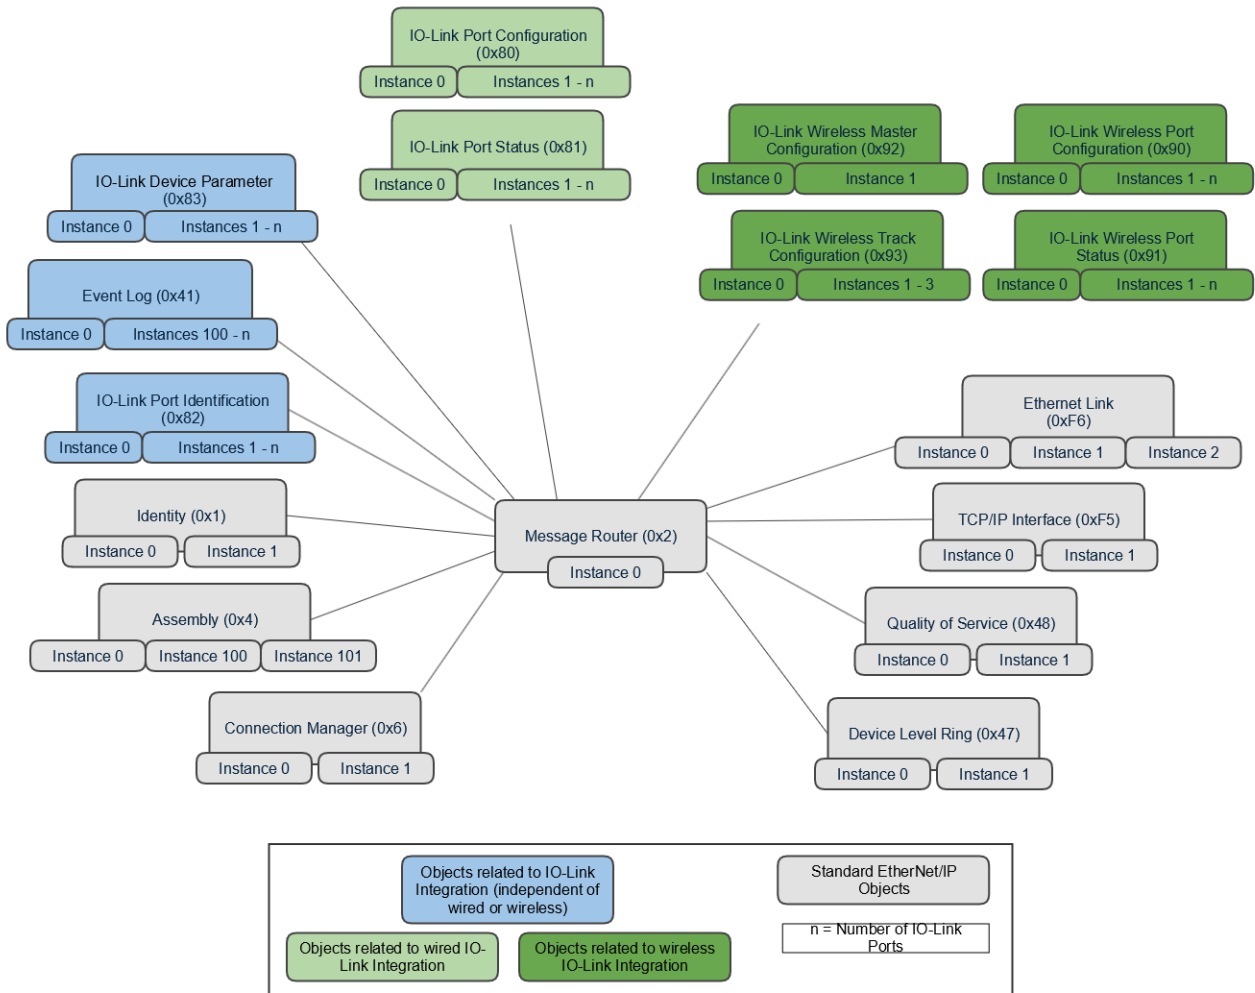 IO-Link Port Configuration
(0x80)
Instance 0
Instances 1 - n
IO-Link Port Status (0x81)
Instance 0
Instances 1 - n
IO-Link Wireless Master
Configuration (0x92)
Instance 0
Instance 1
IO-Link Wireless Port
Configuration (0x90)
Instance 0
Instances 1 - n
IO-Link Wireless Track
Configuration (0x93)
Instance 0
Instances 1 - 3
IO-Link Wireless Port
Status (0x91)
Instance 0
Instances 1 - n
IO-Link Device Parameter
(0x83)
Instance 0
Instances 1 - n
Event Log (0x41)
Instance 0
Instances 100 - n
IO-Link Port Identification
(0x82)
Instance 0
Instances 1 - n
Identity (0x1)
Instance 0
Instance 1
Assembly (0x4)
Instance 0
Instance 100
Instance 101
Connection Manager (0x6)
Instance 0
Instance 1
Message Router (0x2)
Instance 0
Ethernet Link
(0xF6)
Instance 0
Instance 1
Instance 2
TCP/IP Interface (0xF5)
Instance 0
Instance 1
Quality of Service (0x48)
Instance 0
Instance 1
Device Level Ring (0x47)
Instance 0
Instance 1
Objects related to IO-Link
Integration (independent of
wired or wireless)
Standard EtherNet/IP
Objects
Objects related to wired IO-
Link Integration
Objects related to wireless
IO-Link Integration
n = Number of IO-Link
Ports